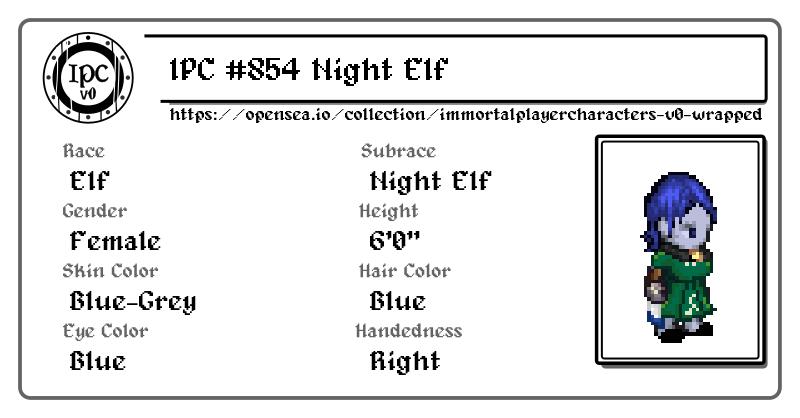 IPC
v0
IPC #854 Night Elf
https://opensea.io/collection/immortalplayercharacters-v0-wrapped
Race
Elf
Subrace
Night Elf
Gender
Female
Height
6'0"
Skin Color
Blue-Grey
Hair Color
Blue
Eye Color
Blue
Handedness
Right